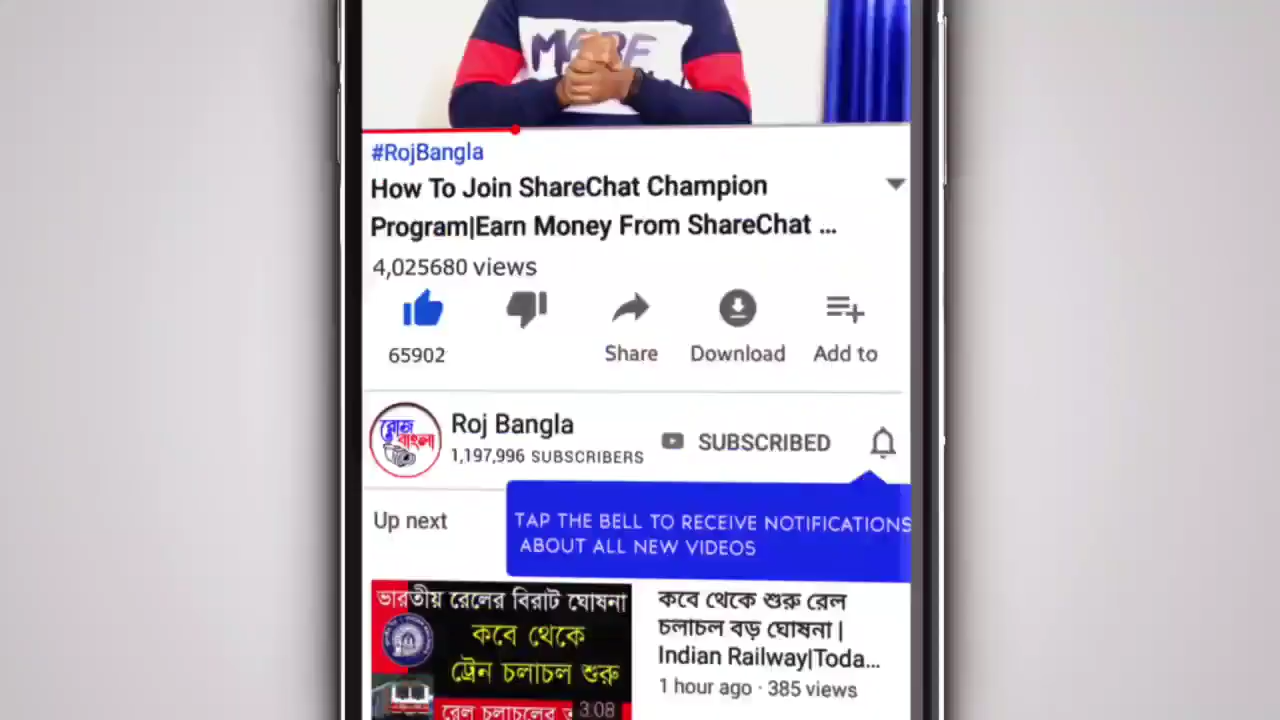 #RojBangla
How To Join ShareChat Champion
Program|Earn Money From ShareChat ...
4,025680 views
65902
Share
Download
Add to
রোজ
বাংলা
Roj Bangla
1,197,996 SUBSCRIBERS
SUBSCRIBED
TAP THE BELL TO RECEIVE NOTIFICATIONS
ABOUT ALL NEW VIDEOS
Up next
ভারতীয় রেলের বিরাট ঘোষনা
কবে থেকে
ট্রেন চলাচল শুরু
রেল চলাচলের
3:08
কবে থেকে শুরু রেল
চলাচল বড় ঘোষনা |
Indian Railway|Toda...
1 hour ago · 385 views